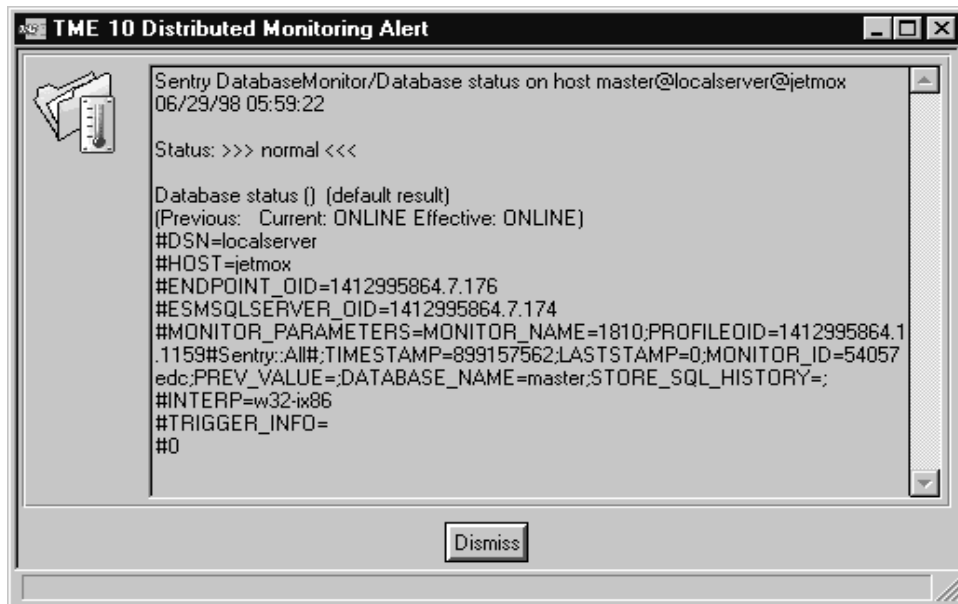 TME 10 Distributed Monitoring Alert
Sentry DatabaseMonitor/Database status on host master@localserver@jetmox
06/29/98 05:59:22
Status: >>> normal <<<
Database status () (default result)
(Previous:   Current: ONLINE Effective: ONLINE)
#DSN=localserver
#HOST=jetmox
#ENDPOINT_OID=1412995864.7.176
#ESMSQLSERVER_OID=1412995864.7.174
#MONITOR_PARAMETERS=MONITOR_NAME=1810;PROFILEOID=1412995864.1
.1159#Sentry::All#;TIMESTAMP=899157562;LASTSTAMP=0;MONITOR_ID=54057
edc;PREV_VALUE=;DATABASE_NAME=master;STORE_SQL_HISTORY=;
#INTERP=w32-ix86
#TRIGGER_INFO=
#0
Dismiss